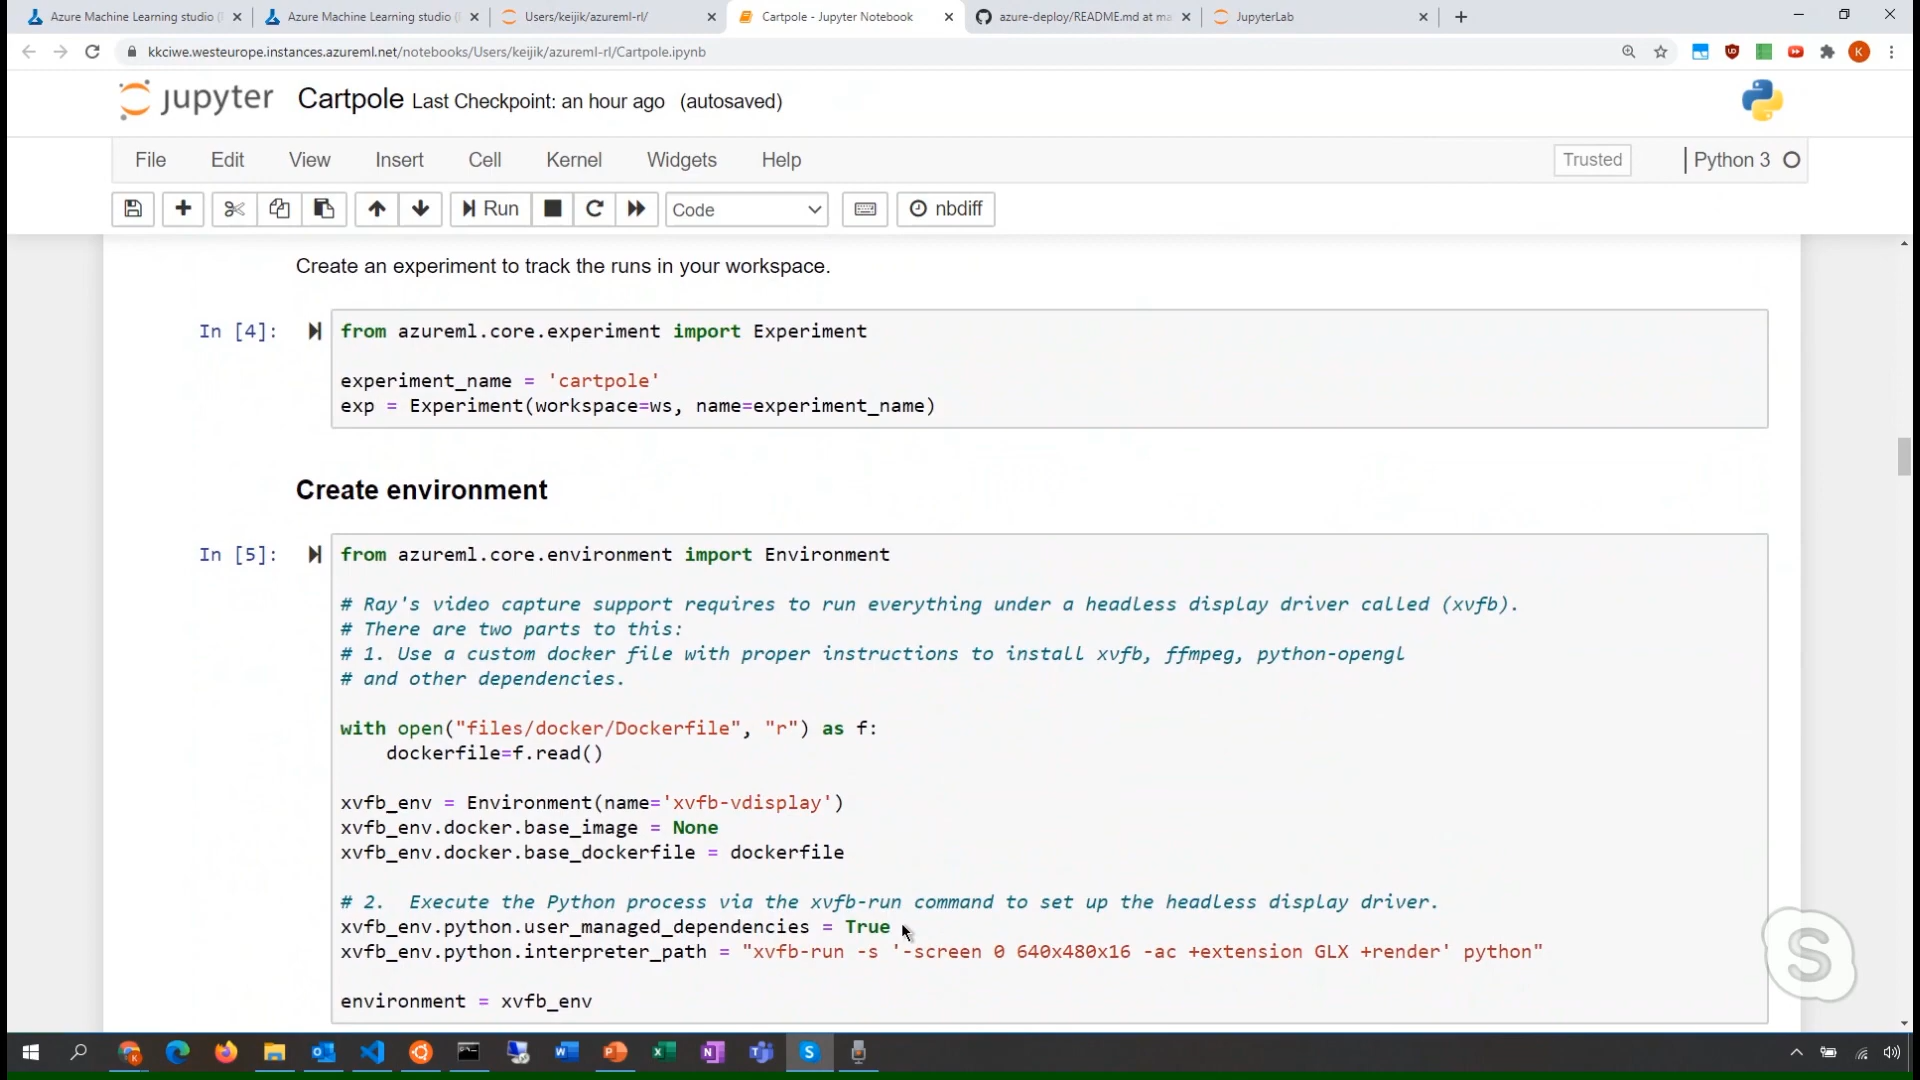 Azure Machine Learning studio (
Azure Machine Learning studio (
Users/keijik/azureml-rl/
Cartpole - Jupyter Notebook
azure-deploy/README.md at ma
JupyterLab
kkciwe.westeurope.instances.azureml.net/notebooks/Users/keijik/azureml-rl/Cartpole.ipynb
K
jupyter Cartpole Last Checkpoint: an hour ago (autosaved)
File Edit View Insert Cell Kernel Widgets Help
Trusted
Python 3
Run
Code
nbdiff
Create an experiment to track the runs in your workspace.
In [4]:
from azureml.core.experiment import Experiment
experiment_name = 'cartpole'
exp = Experiment(workspace=ws, name=experiment_name)
Create environment
In [5]:
from azureml.core.environment import Environment
# Ray's video capture support requires to run everything under a headless display driver called (xvfb).
# There are two parts to this:
# 1. Use a custom docker file with proper instructions to install xvfb, ffmpeg, python-opengl
# and other dependencies.
with open("files/docker/Dockerfile", "r") as f:
dockerfile=f.read()
xvfb_env = Environment(name='xvfb-vdisplay')
xvfb_env.docker.base_image = None
xvfb_env.docker.base_dockerfile = dockerfile
# 2.  Execute the Python process via the xvfb-run command to set up the headless display driver.
xvfb_env.python.user_managed_dependencies = True
xvfb_env.python.interpreter_path = "xvfb-run -s '-screen 0 640x480x16 -ac +extension GLX +render' python"
environment = xvfb_env